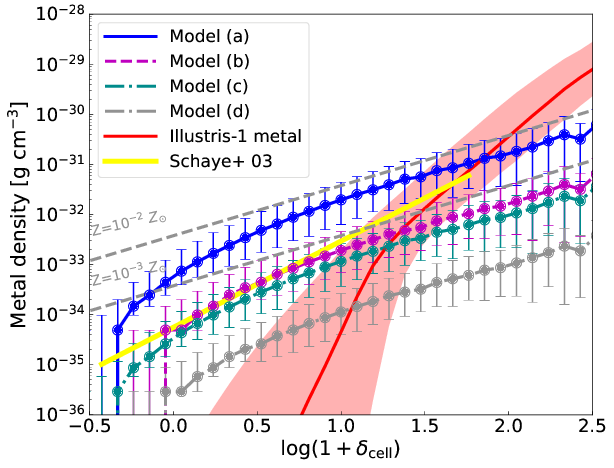 10⁻²⁸
10⁻²⁹
10⁻³⁰
10⁻³¹
10⁻³²
10⁻³³
10⁻³⁴
10⁻³⁵
10⁻³⁶
Metal density [g cm⁻³]
Model (a)
Model (b)
Model (c)
Model (d)
Illustris-1 metal
Schaye+ 03
Z=10⁻² Z☉
Z=10⁻³ Z☉
−0.5 0.0 0.5 1.0 1.5 2.0 2.5
log(1 + δcell)